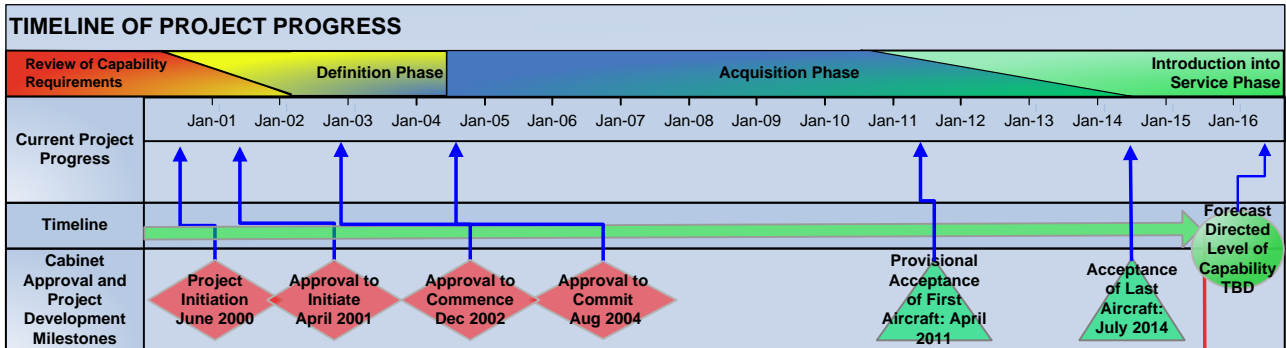 TIMELINE OF PROJECT PROGRESS
Review of Capability
Requirements
Definition Phase
Acquisition Phase
Introduction into
Service Phase
Current Project
Progress
Jan-01 Jan-02 Jan-03 Jan-04 Jan-05 Jan-06 Jan-07 Jan-08 Jan-09 Jan-10 Jan-11 Jan-12 Jan-13 Jan-14 Jan-15 Jan-16
Timeline
Cabinet
Approval and
Project
Development
Milestones
Project
Initiation
June 2000
Approval to
Initiate
April 2001
Approval to
Commence
Dec 2002
Approval to
Commit
Aug 2004
Provisional
Acceptance
of First
Aircraft: April
2011
Acceptance
of Last
Aircraft:
July 2014
Forecast
Directed
Level of
Capability
TBD